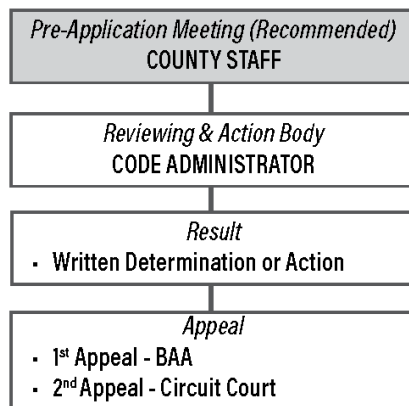 Pre-Application Meeting (Recommended)
COUNTY STAFF
Reviewing & Action Body
CODE ADMINISTRATOR
Result
▪ Written Determination or Action
Appeal
▪ 1st Appeal - BAA
▪ 2nd Appeal - Circuit Court